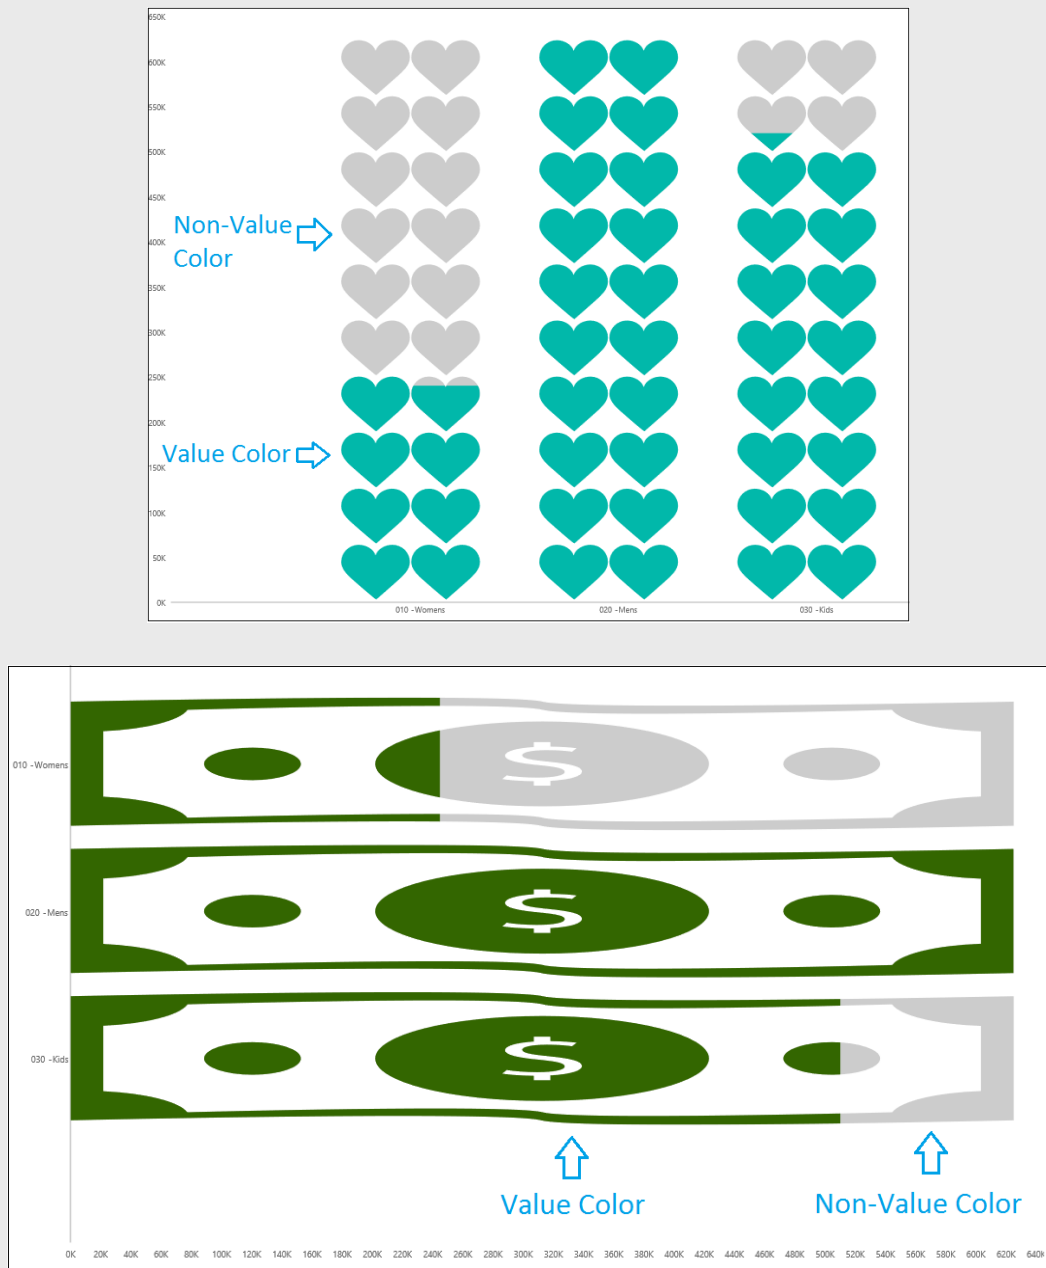 650K
600K
550K
500K
450K
Non-Value
Color
400K
350K
300K
250K
200K
Value Color
150K
100K
50K
0K
010 -Womens 020 -Mens 030 -Kids
010 -Womens
020 -Mens
030 -Kids
Value Color Non-Value Color
0K 20K 40K 60K 80K 100K 120K 140K 160K 180K 200K 220K 240K 260K 280K 300K 320K 340K 360K 380K 400K 420K 440K 460K 480K 500K 520K 540K 560K 580K 600K 620K 640K